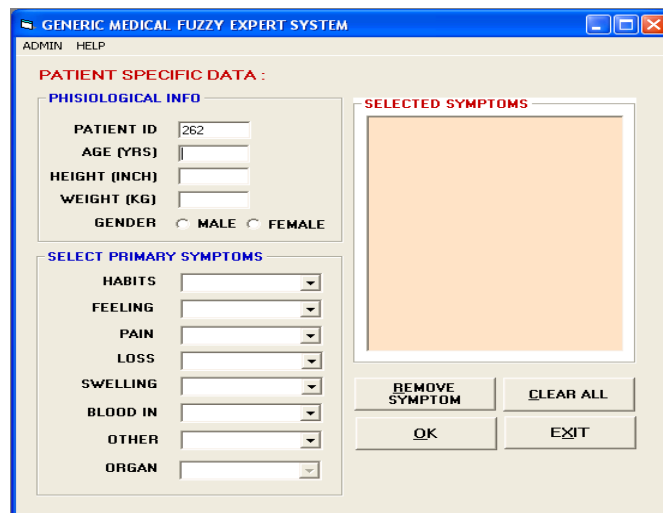 GENERIC MEDICAL FUZZY EXPERT SYSTEM
ADMIN HELP
PATIENT SPECIFIC DATA :
PHISIOLOGICAL INFO
PATIENT ID 262
AGE (YRS)
HEIGHT (INCH)
WEIGHT (KG)
GENDER MALE FEMALE
SELECT PRIMARY SYMPTOMS
HABITS
FEELING
PAIN
LOSS
SWELLING
BLOOD IN
OTHER
ORGAN
SELECTED SYMPTOMS
REMOVE
SYMPTOM
CLEAR ALL
OK
EXIT